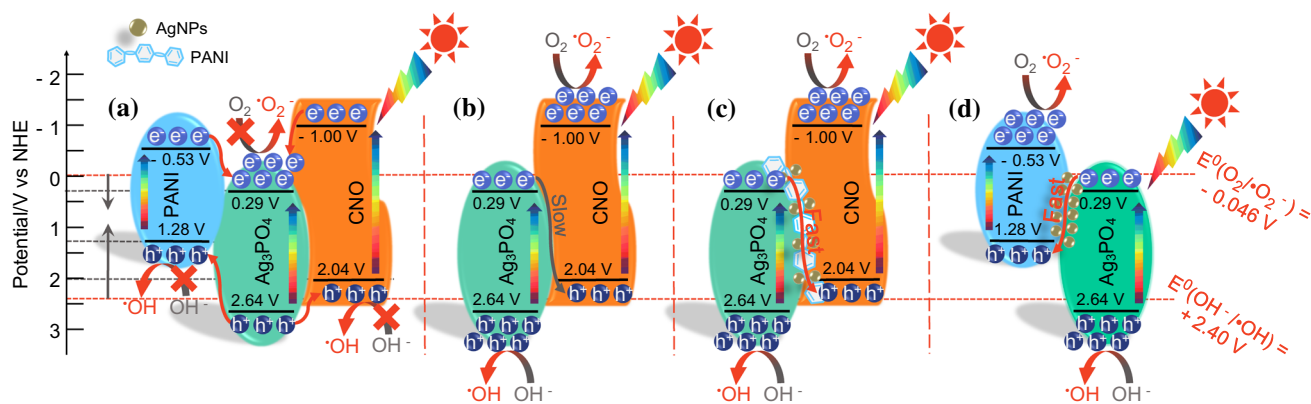 AgNPs
PANI
Potential/V vs NHE
- 2
- 1
0
1
2
3
(a)
O₂ •O₂⁻
e⁻ e⁻ e⁻
- 0.53 V
PANI
1.28 V
h⁺ h⁺ h⁺
•OH OH⁻
e⁻ e⁻ e⁻
e⁻ e⁻ e⁻
0.29 V
Ag₃PO₄
2.64 V
h⁺ h⁺ h⁺
e⁻ e⁻ e⁻
- 1.00 V
CNO
2.04 V
h⁺ h⁺ h⁺
•OH OH⁻
(b)
O₂ •O₂⁻
e⁻ e⁻ e⁻
e⁻ e⁻ e⁻
- 1.00 V
CNO
2.04 V
h⁺ h⁺ h⁺
Slow
e⁻ e⁻ e⁻
0.29 V
Ag₃PO₄
2.64 V
h⁺ h⁺ h⁺
h⁺ h⁺ h⁺
•OH OH⁻
(c)
O₂ •O₂⁻
e⁻ e⁻ e⁻
e⁻ e⁻ e⁻
- 1.00 V
CNO
2.04 V
h⁺ h⁺ h⁺
Fast
e⁻ e⁻ e⁻
0.29 V
Ag₃PO₄
2.64 V
h⁺ h⁺ h⁺
h⁺ h⁺ h⁺
•OH OH⁻
(d)
O₂ •O₂⁻
e⁻ e⁻ e⁻
e⁻ e⁻ e⁻
- 0.53 V
PANI
1.28 V
h⁺ h⁺ h⁺
Fast
e⁻ e⁻ e⁻
0.29 V
Ag₃PO₄
2.64 V
h⁺ h⁺ h⁺
h⁺ h⁺ h⁺
•OH OH⁻
E⁰(O₂/•O₂⁻) =
- 0.046 V
E⁰(OH⁻/•OH) =
+2.40 V